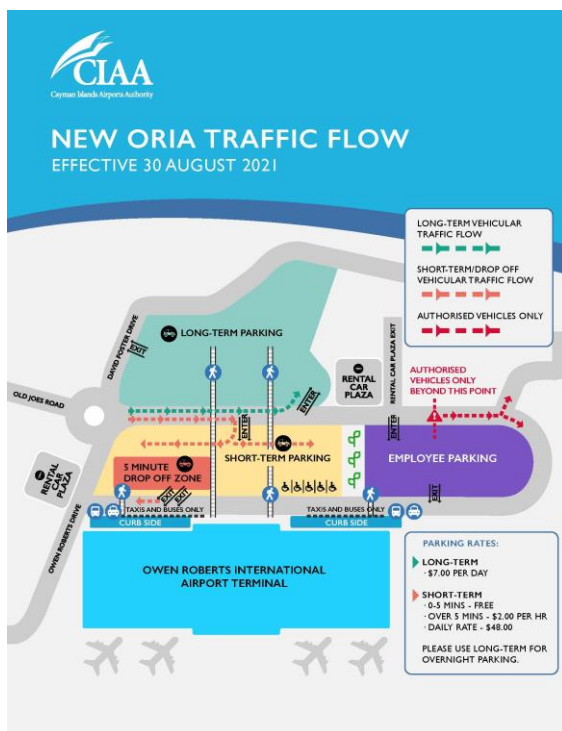 CIAA
Cayman Islands Airports Authority
NEW ORIA TRAFFIC FLOW
EFFECTIVE 30 AUGUST 2021
LONG-TERM VEHICULAR
TRAFFIC FLOW
SHORT-TERM/DROP OFF
VEHICULAR TRAFFIC FLOW
AUTHORISED VEHICLES ONLY
DAVID FOSTER DRIVE
EXIT
LONG-TERM PARKING
ENTER
RENTAL
CAR
PLAZA
RENTAL CAR PLAZA EXIT
AUTHORISED
VEHICLES ONLY
BEYOND THIS POINT
OLD JOES ROAD
ENTER
ENTER
RENTAL
CAR
PLAZA
5 MINUTE
DROP OFF ZONE
SHORT-TERM PARKING
EMPLOYEE PARKING
EXIT
EXIT
EXIT
OWEN ROBERTS DRIVE
TAXIS AND BUSES ONLY
TAXIS AND BUSES ONLY
CURB SIDE
CURB SIDE
OWEN ROBERTS INTERNATIONAL
AIRPORT TERMINAL
PARKING RATES:
LONG-TERM
· $7.00 PER DAY
SHORT-TERM
· 0-5 MINS - FREE
· OVER 5 MINS - $2.00 PER HR
· DAILY RATE - $48.00
PLEASE USE LONG-TERM FOR
OVERNIGHT PARKING.